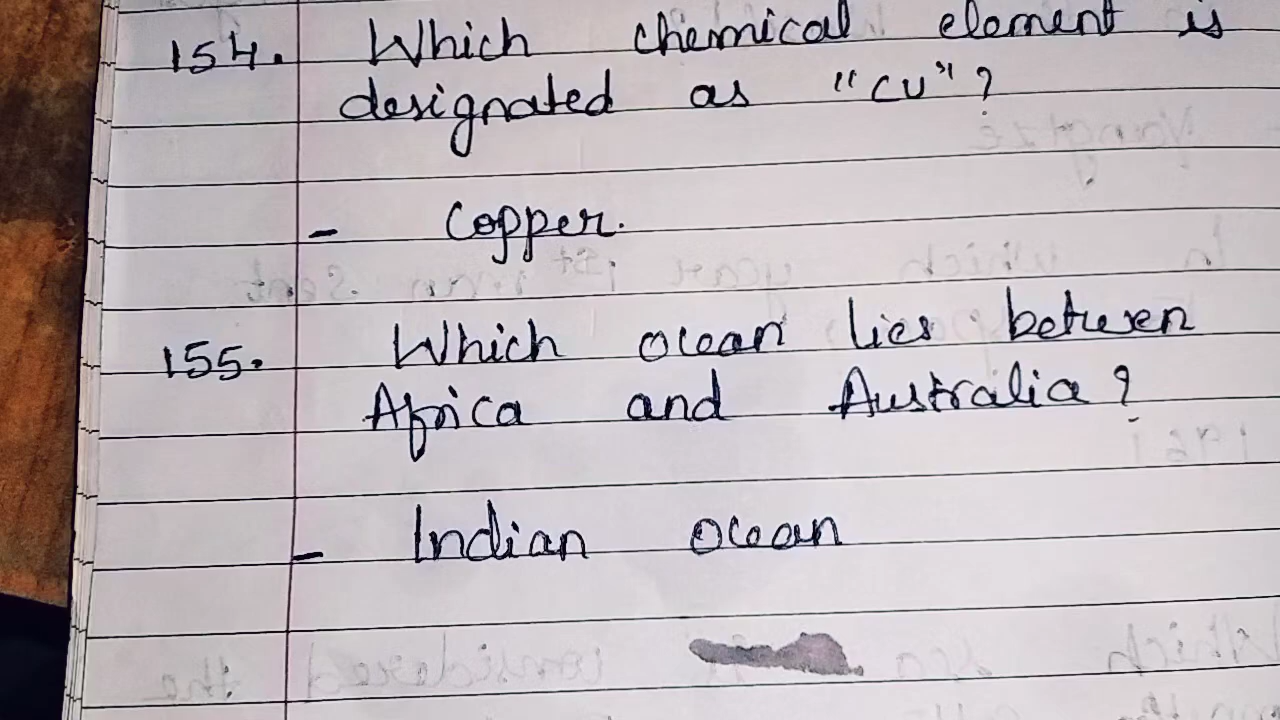 154. Which chemical element is
designated as "CU"?
- Copper.
155. Which ocean lies between
Africa and Australia?
- Indian ocean